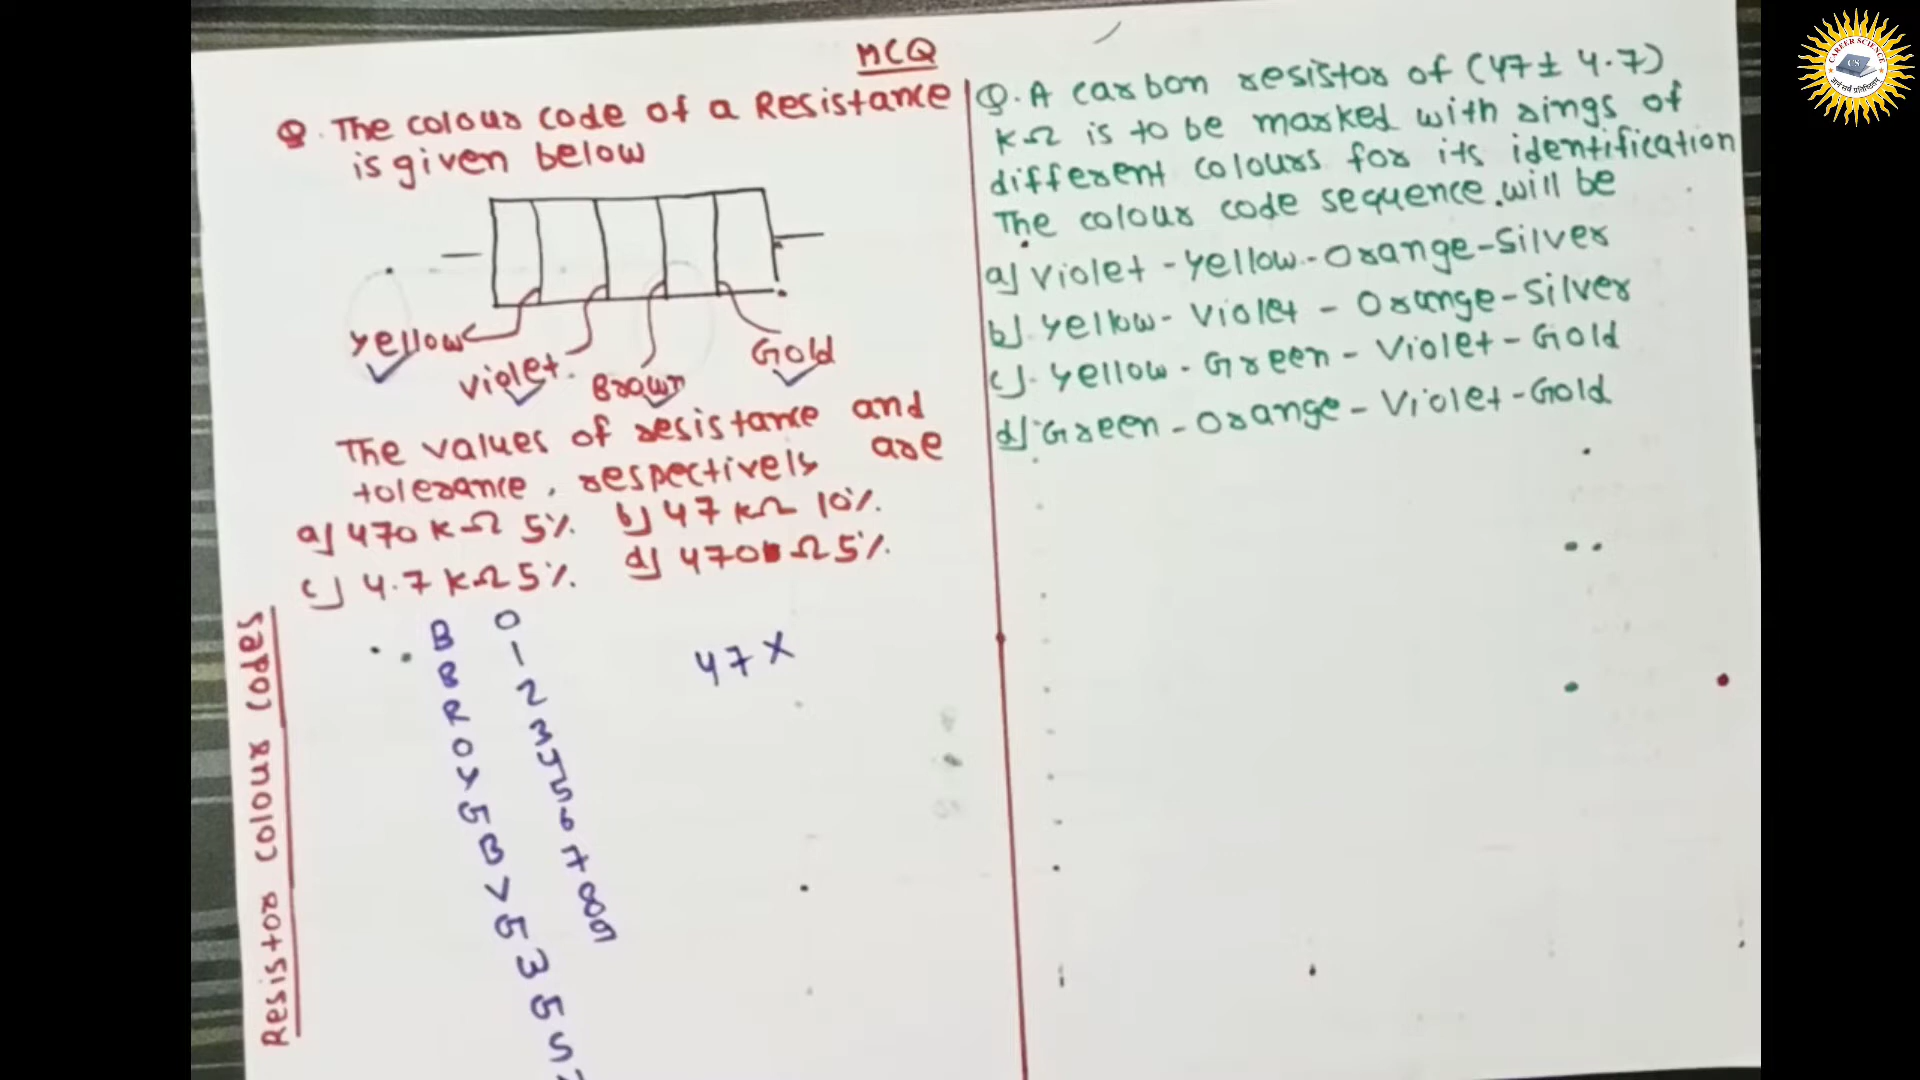 MCQ
Q. The colour code of a Resistance
is given below
Yellow
Violet
Brown
Gold
The values of resistance and
tolerance, respectively are
a) 470 kΩ 5% b) 47 kΩ 10%
c) 4.7 kΩ 5% d) 470 Ω 5%
B 0
B 1
R 2
O 3
Y
G 5
B 6
V 7
G 8
W 9
G
S
47 X
Resistor Colour Codes
Q. A carbon resistor of (47 ± 4.7)
kΩ is to be marked with rings of
different colours for its identification
The colour code sequence will be
a) Violet - Yellow - Orange - Silver
b) Yellow - Violet - Orange - Silver
c) Yellow - Green - Violet - Gold
d) Green - Orange - Violet - Gold
CAREER SCIENCE
CS